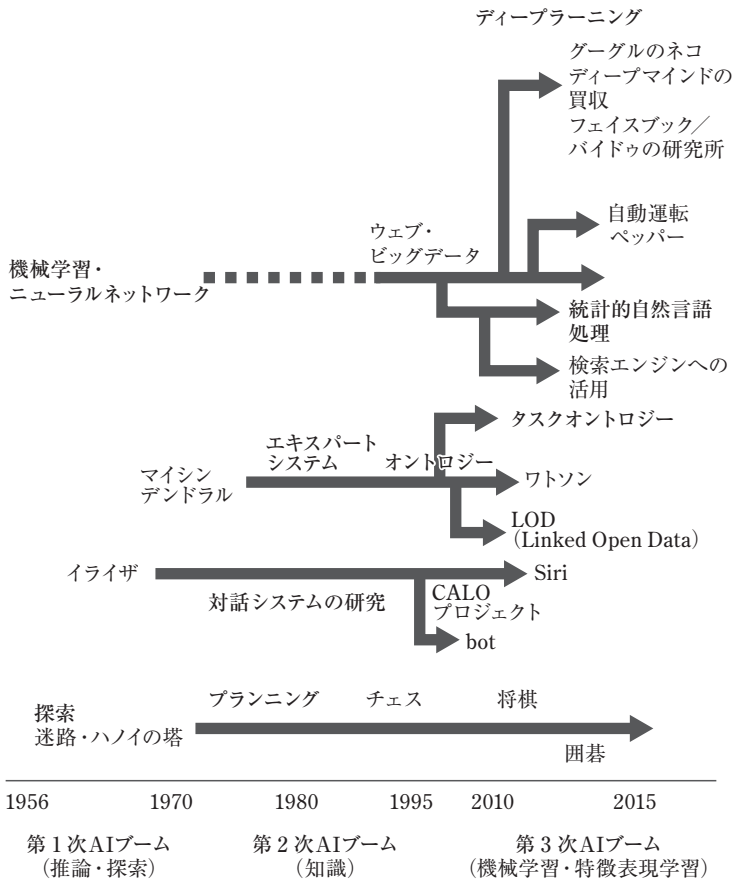 ディープラーニング
グーグルのネコ
ディープマインドの
買収
フェイスブック／
バイドゥの研究所
自動運転
ペッパー
ウェブ・
ビッグデータ
機械学習・
ニューラルネットワーク
統計的自然言語
処理
検索エンジンへの
活用
タスクオントロジー
エキスパート
システム
オントロジー
マイシン
デンドラル
ワトソン
LOD
（Linked Open Data）
イライザ
Siri
対話システムの研究
CALO
プロジェクト
bot
プランニング
チェス
将棋
探索
迷路・ハノイの塔
囲碁
1956 1970 1980 1995 2010 2015
第1次AIブーム 第2次AIブーム 第3次AIブーム
（推論・探索） （知識） （機械学習・特徴表現学習）